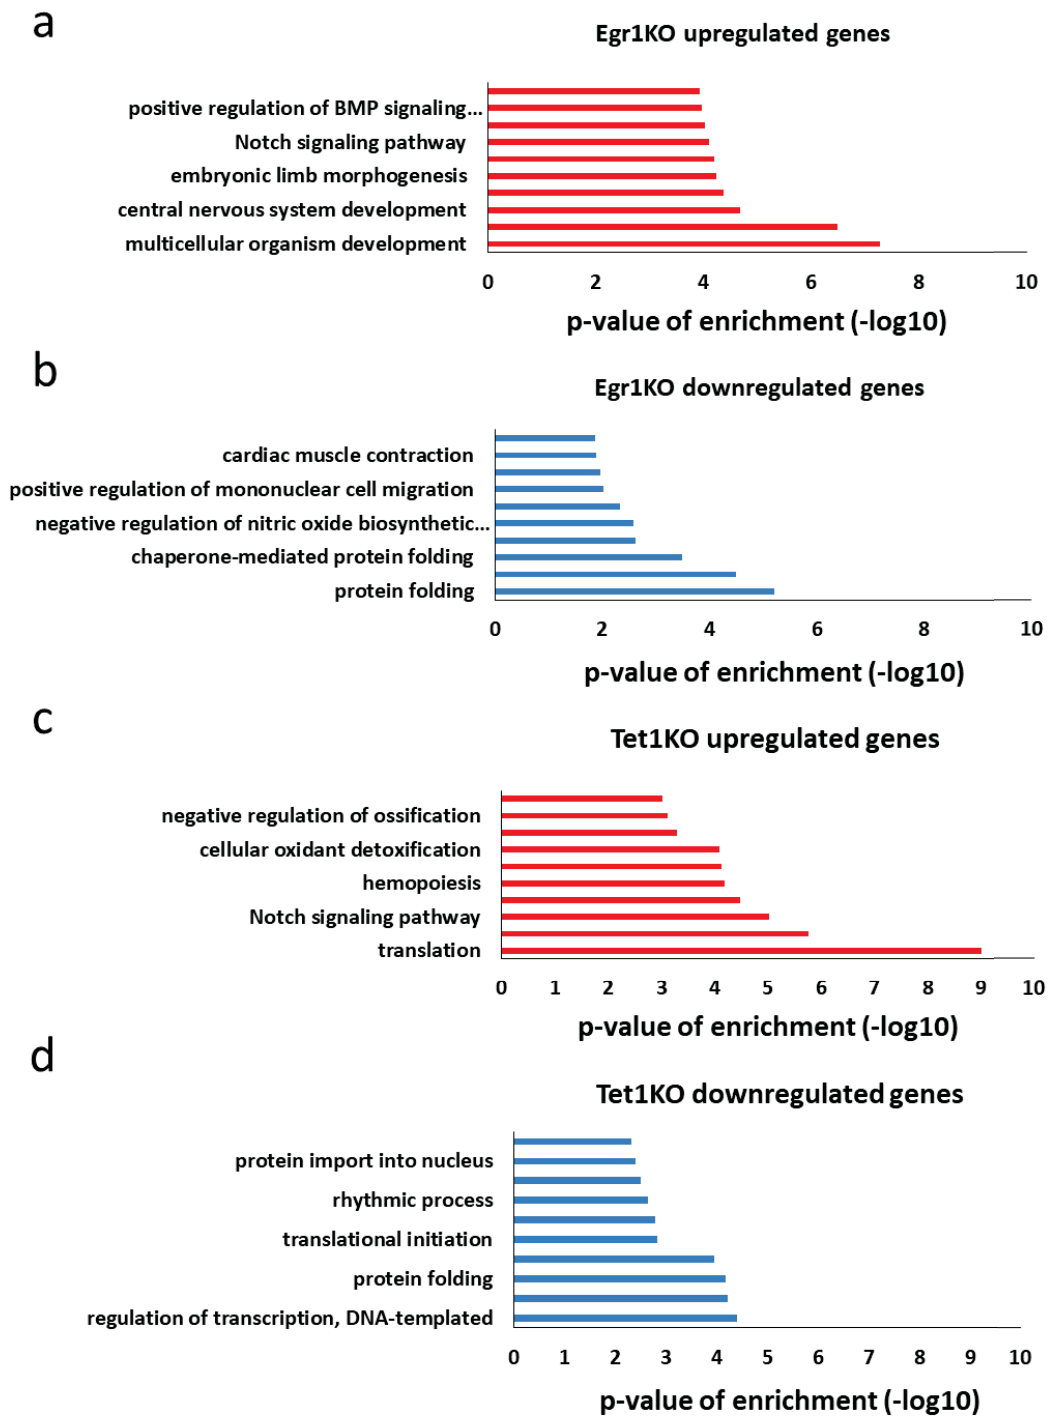 a
Egr1KO upregulated genes
positive regulation of BMP signaling...
Notch signaling pathway
embryonic limb morphogenesis
central nervous system development
multicellular organism development
0 2 4 6 8 10
p-value of enrichment (-log10)
b
Egr1KO downregulated genes
cardiac muscle contraction
positive regulation of mononuclear cell migration
negative regulation of nitric oxide biosynthetic...
chaperone-mediated protein folding
protein folding
0 2 4 6 8 10
p-value of enrichment (-log10)
c
Tet1KO upregulated genes
negative regulation of ossification
cellular oxidant detoxification
hemopoiesis
Notch signaling pathway
translation
0 1 2 3 4 5 6 7 8 9 10
p-value of enrichment (-log10)
d
Tet1KO downregulated genes
protein import into nucleus
rhythmic process
translational initiation
protein folding
regulation of transcription, DNA-templated
0 1 2 3 4 5 6 7 8 9 10
p-value of enrichment (-log10)